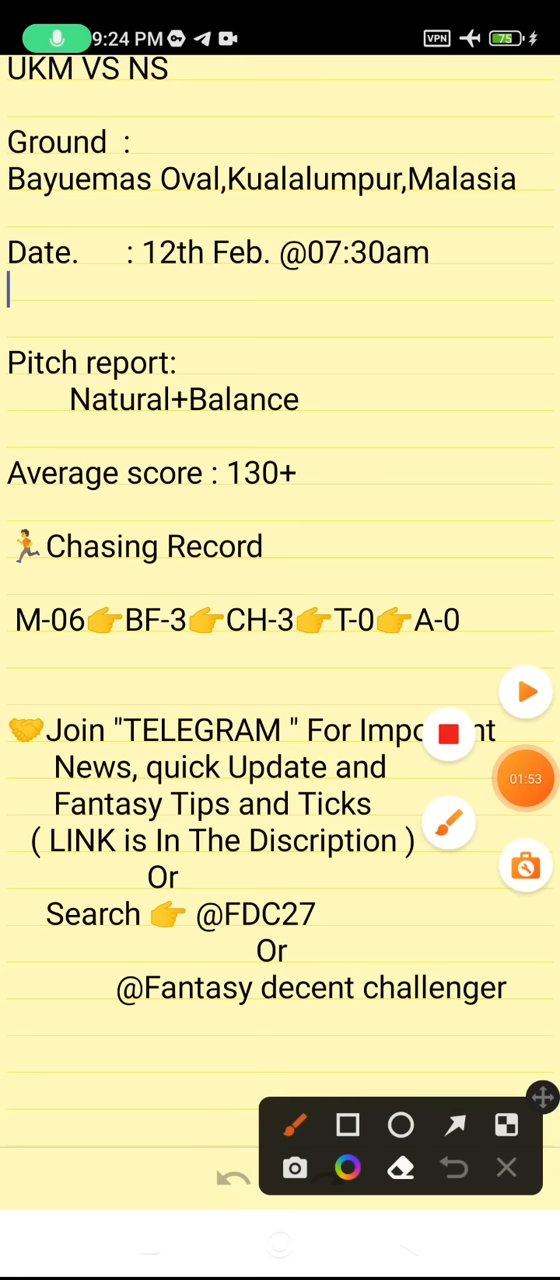 9:24 PM
VPN
75
UKM VS NS
Ground :
Bayuemas Oval,Kualalumpur,Malasia
Date. : 12th Feb. @07:30am
Pitch report:
Natural+Balance
Average score : 130+
🏃Chasing Record
M-06👉BF-3👉CH-3👉T-0👉A-0
🤝Join "TELEGRAM " For
News, quick Update and
01:53
Fantasy Tips and Ticks
( LINK is In The Discription )
Or
Search 👉 @FDC27
Or
@Fantasy decent challenger